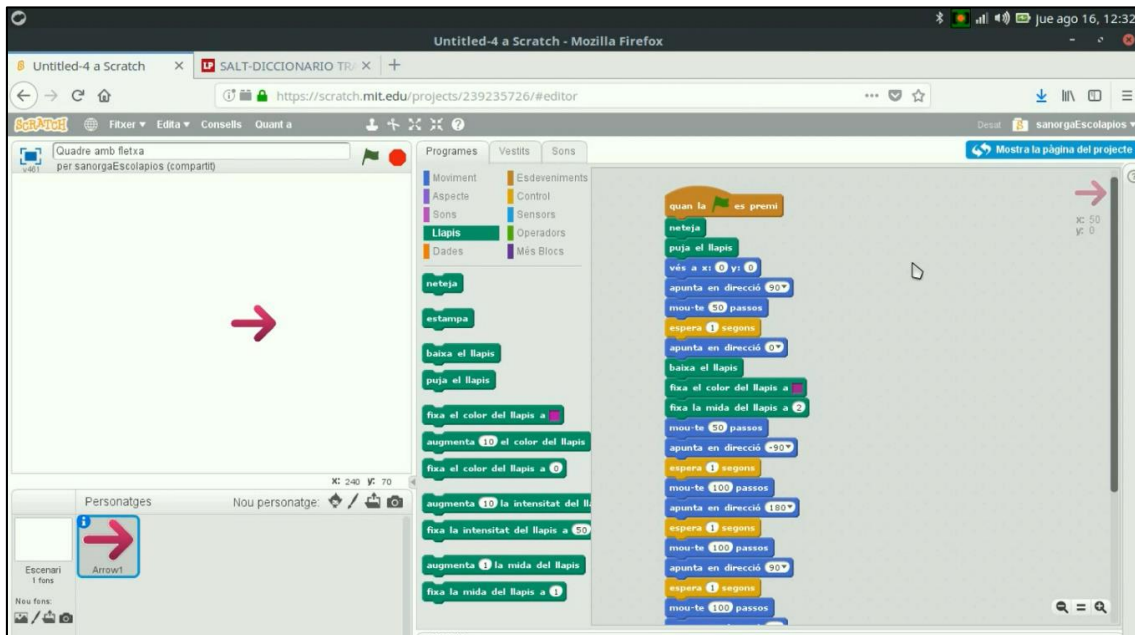 jue ago 16, 12:32
Untitled-4 a Scratch - Mozilla Firefox
Untitled-4 a Scratch
SALT-DICCIONARIO TRA
https://scratch.mit.edu/projects/239235726/#editor
SCRATCH
Fitxer
Edita
Consells
Quant a
Desat
sanorgaEscolapios
v461
Quadre amb fletxa
per sanorgaEscolapios (compartit)
Programes
Vestits
Sons
Mostra la pàgina del projecte
Moviment
Esdeveniments
Aspecte
Control
Sons
Sensors
Llapis
Operadors
Dades
Més Blocs
neteja
estampa
baixa el llapis
puja el llapis
fixa el color del llapis a
augmenta 10 el color del llapis
fixa el color del llapis a 0
augmenta 10 la intensitat del ll
fixa la intensitat del llapis a 50
augmenta 1 la mida del llapis
fixa la mida del llapis a 1
quan la es premi
neteja
puja el llapis
vés a x: 0 y: 0
apunta en direcció 90
mou-te 50 passos
espera 1 segons
apunta en direcció 0
baixa el llapis
fixa el color del llapis a
fixa la mida del llapis a 2
mou-te 50 passos
apunta en direcció -90
espera 1 segons
mou-te 100 passos
apunta en direcció 180
espera 1 segons
mou-te 100 passos
apunta en direcció 90
espera 1 segons
mou-te 100 passos
x: 50
y: 0
X: 240 Y: 70
Personatges
Nou personatge:
Escenari
1 fons
Arrow1
Nou fons: